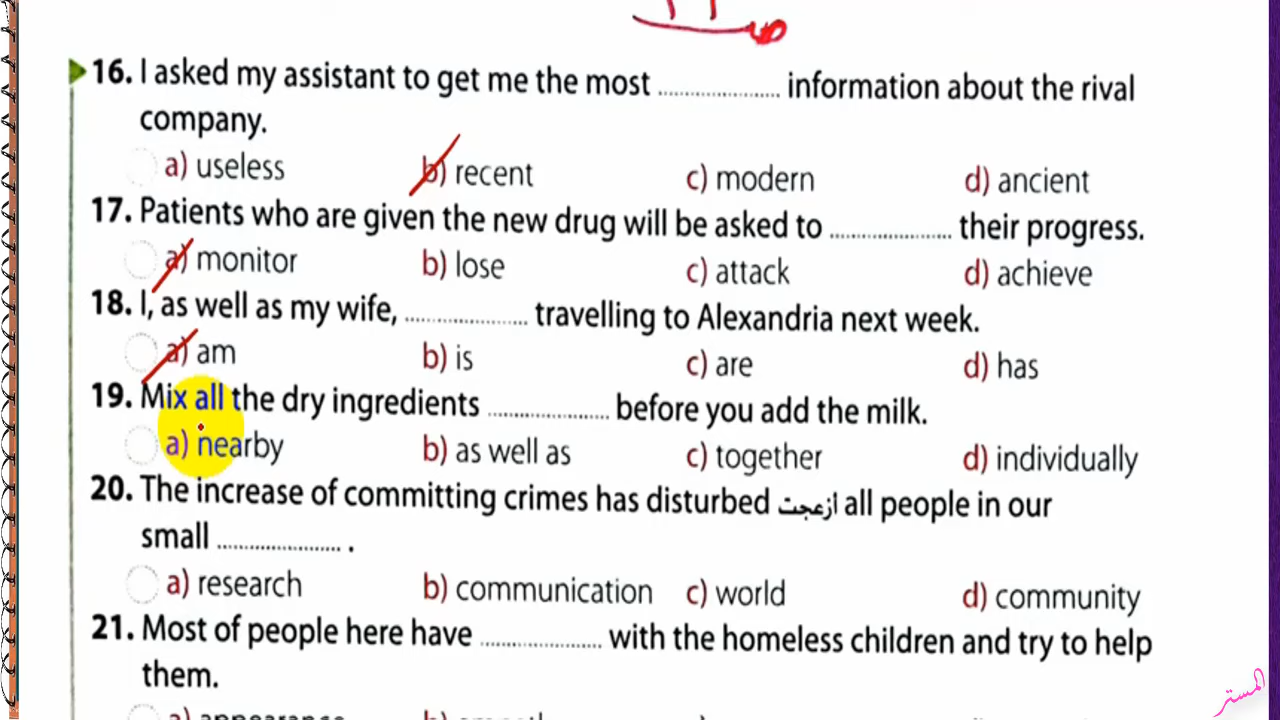 16. I asked my assistant to get me the most .................... information about the rival
company.
a) useless b) recent c) modern d) ancient
17. Patients who are given the new drug will be asked to .................... their progress.
a) monitor b) lose c) attack d) achieve
18. I, as well as my wife, .................... travelling to Alexandria next week.
a) am b) is c) are d) has
19. Mix all the dry ingredients .................... before you add the milk.
a) nearby b) as well as c) together d) individually
20. The increase of committing crimes has disturbed ازعجت all people in our
small .................... .
a) research b) communication c) world d) community
21. Most of people here have .................... with the homeless children and try to help
them.
المستر